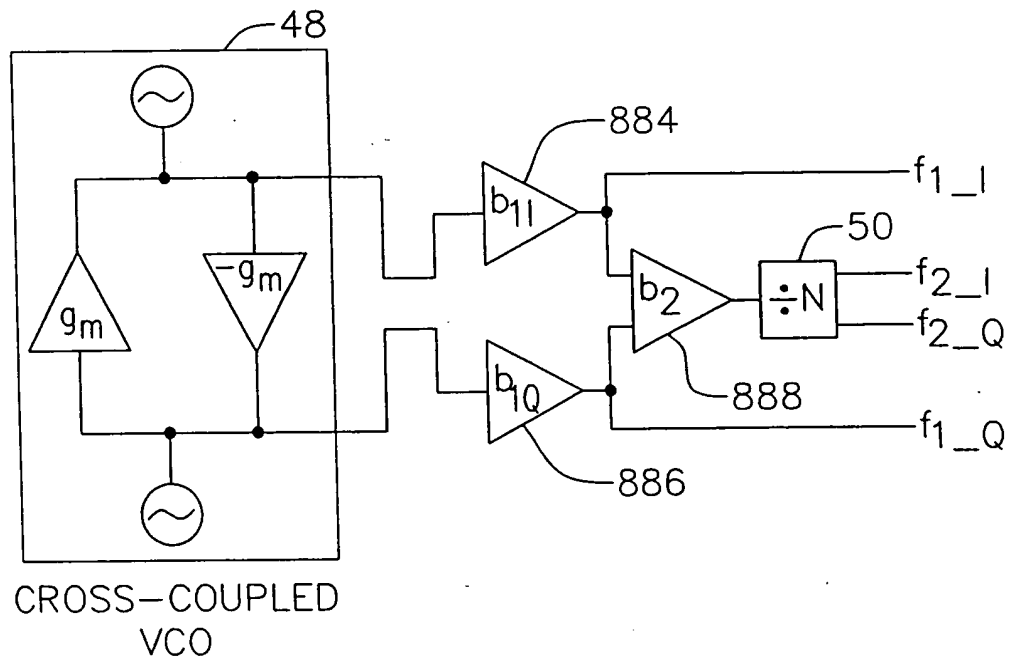 48
884
b1I
f1_I
50
-gm
gm
b2
÷N
f2_I
f2_Q
b1Q
888
f1_Q
886
CROSS-COUPLED
VCO